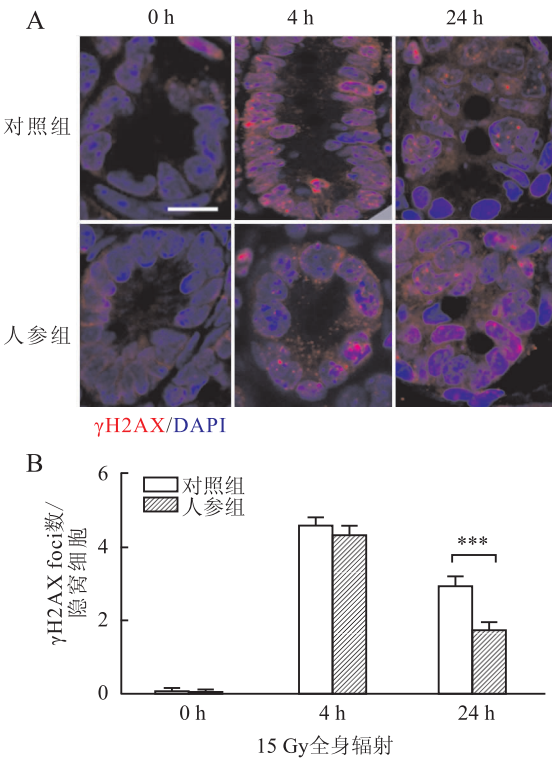 A
0 h 4 h 24 h
对照组
人参组
γH2AX/DAPI
B
γH2AX foci数/
隐窝细胞
6
4
2
0
对照组
人参组
***
0 h 4 h 24 h
15 Gy全身辐射